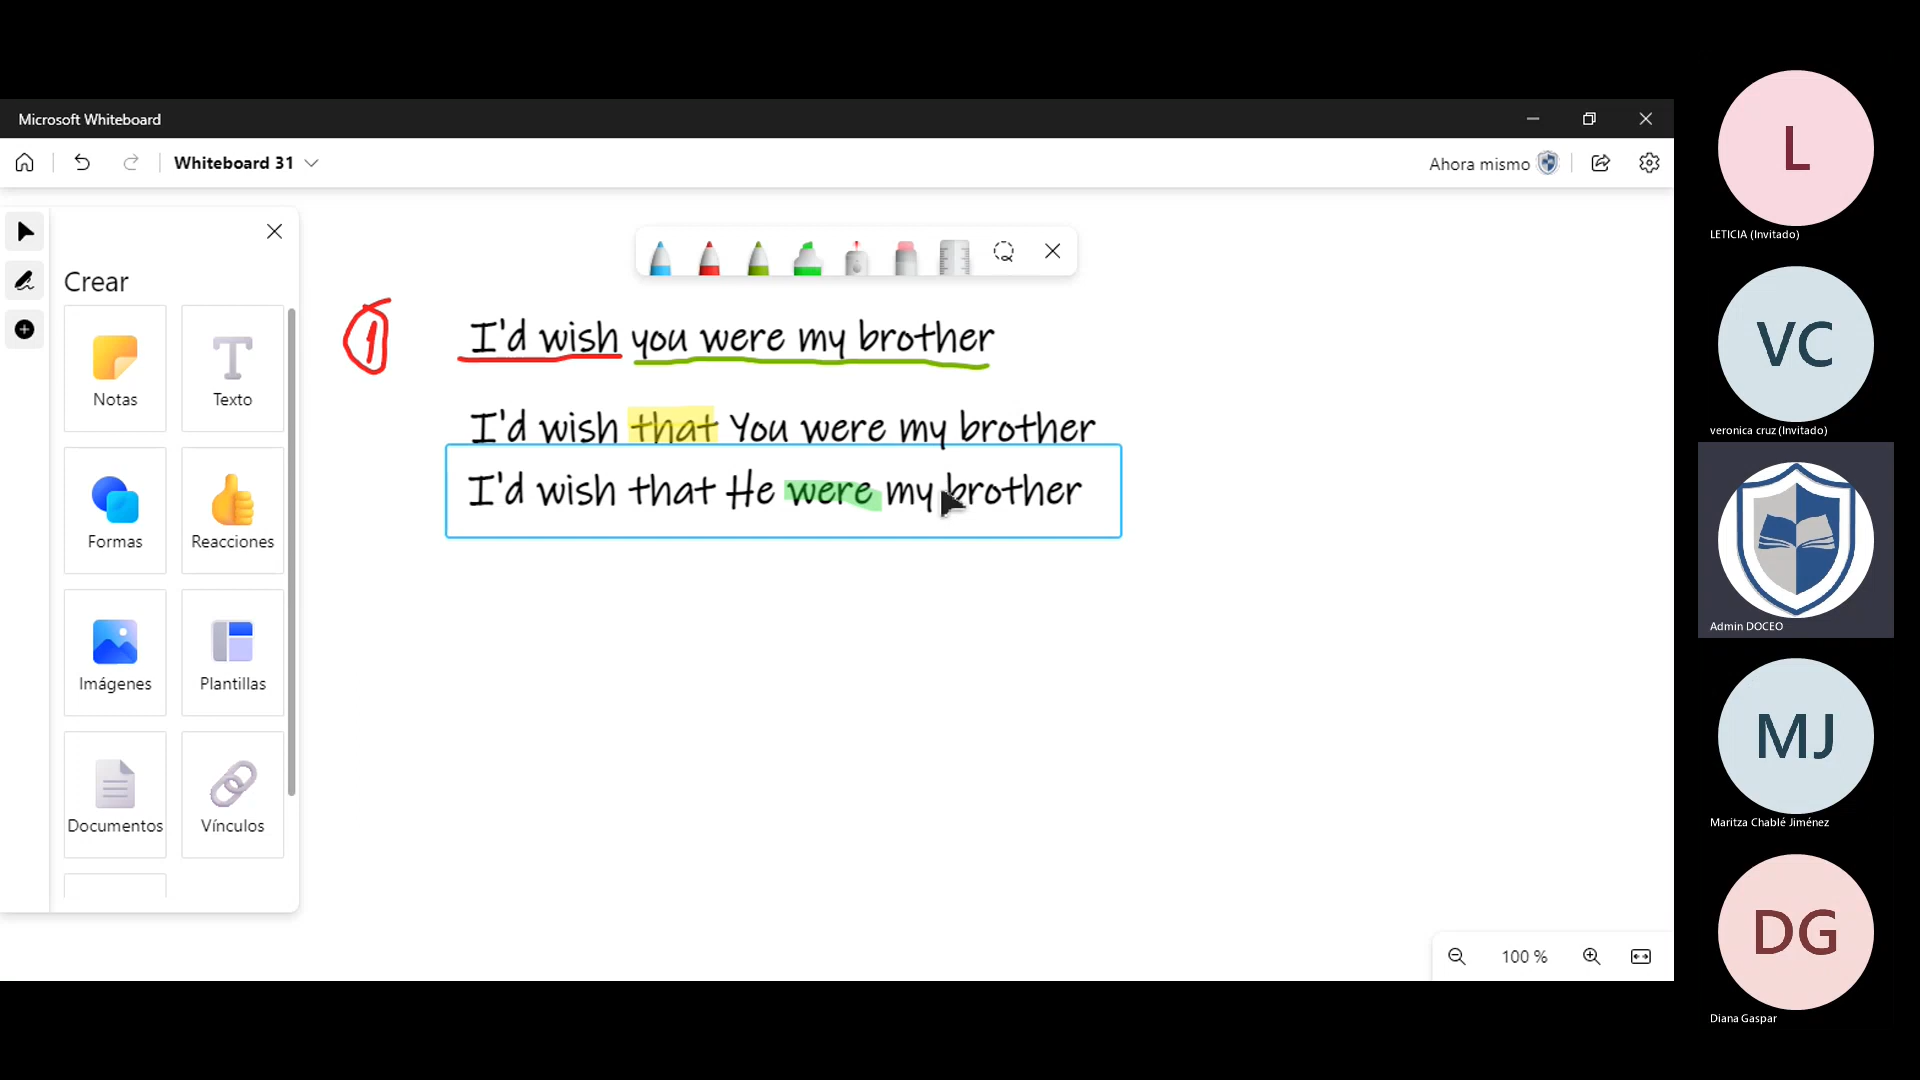 Microsoft Whiteboard
Whiteboard 31
Ahora mismo
Crear
Notas
Texto
Formas
Reacciones
Imágenes
Plantillas
Documentos
Vínculos
1
I'd wish you were my brother
I'd wish that You were my brother
I'd wish that He were my brother
100 %
L
LETICIA (Invitado)
VC
veronica cruz (Invitado)
Admin DOCEO
MJ
Maritza Chablé Jiménez
DG
Diana Gaspar